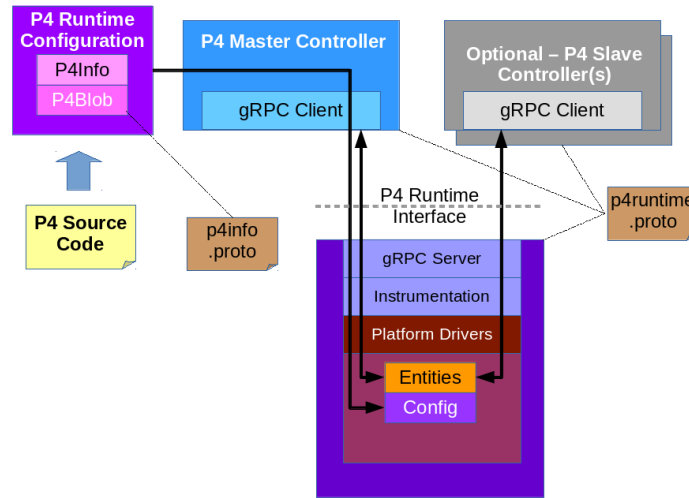 P4 Runtime
Configuration
P4Info
P4Blob
P4 Master Controller
gRPC Client
Optional – P4 Slave
Controller(s)
gRPC Client
P4 Source
Code
p4info
.proto
P4 Runtime
Interface
p4runtime
.proto
gRPC Server
Instrumentation
Platform Drivers
Entities
Config